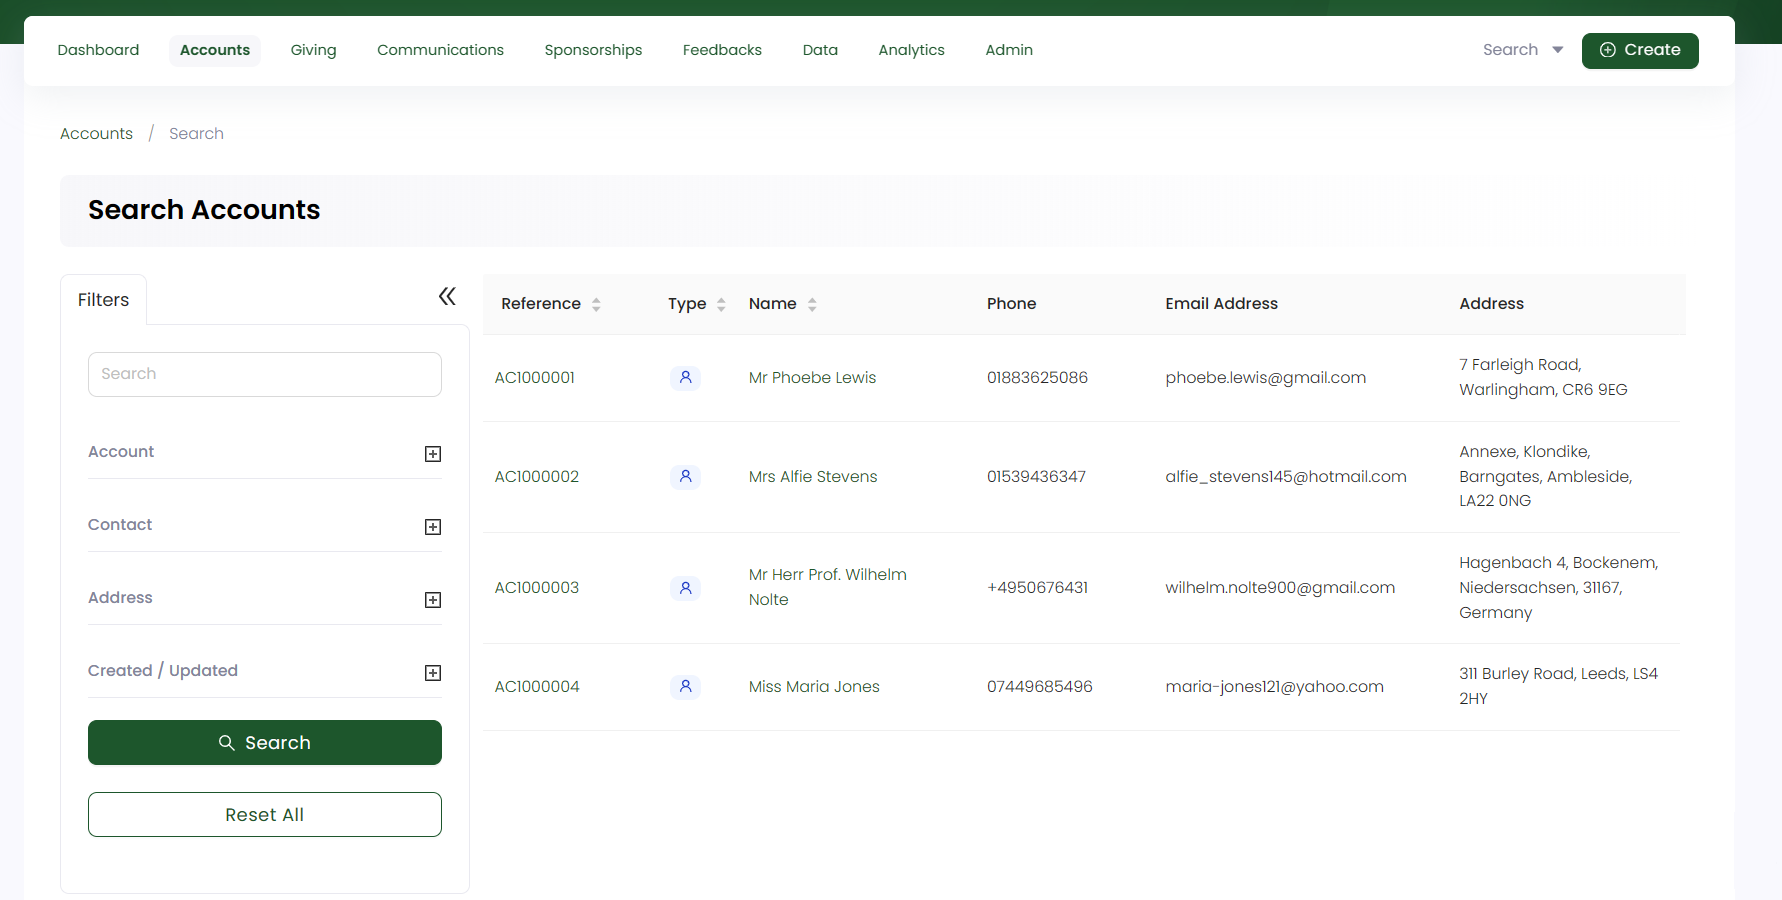 Dashboard Accounts Giving Communications Sponsorships Feedbacks Data Analytics Admin Search Create
Accounts / Search
Search Accounts
Filters
Search
Account
Contact
Address
Created / Updated
Search
Reset All
Reference Type Name Phone Email Address Address
AC1000001 Mr Phoebe Lewis 01883625086 phoebe.lewis@gmail.com 7 Farleigh Road,
Warlingham, CR6 9EG
AC1000002 Mrs Alfie Stevens 01539436347 alfie_stevens145@hotmail.com Annexe, Klondike,
Barngates, Ambleside,
LA22 0NG
AC1000003 Mr Herr Prof. Wilhelm
Nolte +4950676431 wilhelm.nolte900@gmail.com Hagenbach 4, Bockenem,
Niedersachsen, 31167,
Germany
AC1000004 Miss Maria Jones 07449685496 maria-jones121@yahoo.com 311 Burley Road, Leeds, LS4
2HY